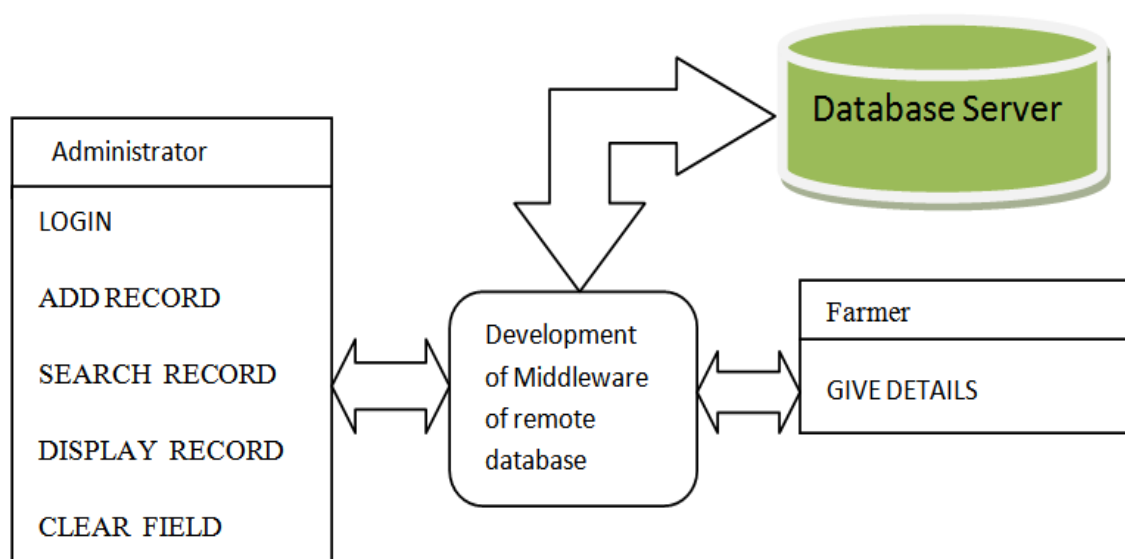 Database Server
Administrator
LOGIN
ADD RECORD
SEARCH RECORD
DISPLAY RECORD
CLEAR FIELD
Development
of Middleware
of remote
database
Farmer
GIVE DETAILS